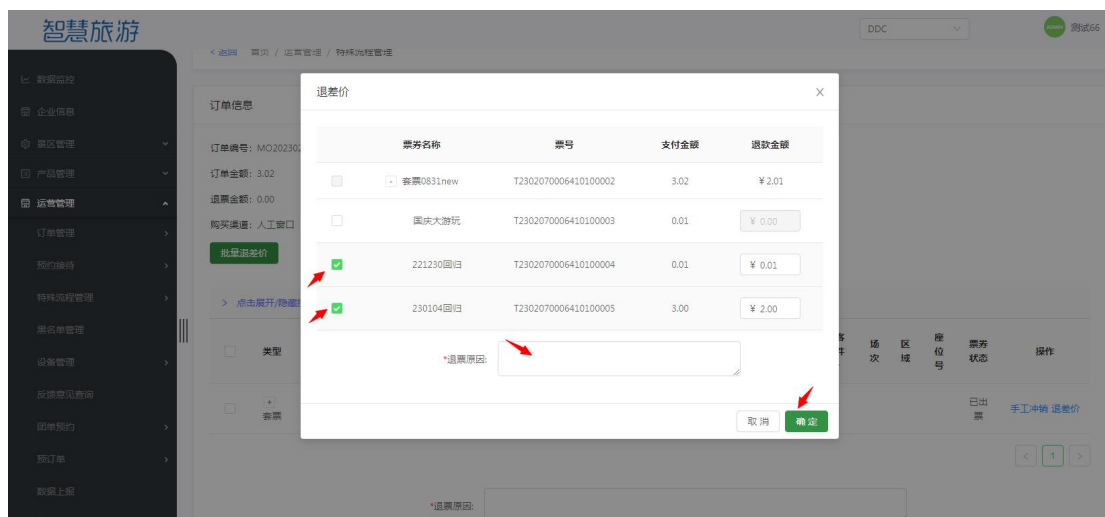 智慧旅游
DDC
测试66
< 返回 首页 / 运营管理 / 特殊流程管理
数据监控
企业信息
景区管理
产品管理
运营管理
订单管理
预约接待
特殊流程管理
黑名单管理
设备管理
反馈意见查询
团单预约
预订单
数据上报
订单信息
订单编号: MO202302
订单金额: 3.02
退票金额: 0.00
购买渠道: 人工窗口
批量退差价
> 点击展开/隐藏
类型
场次 区域 座位号 票券状态 操作
+ 套票
已出票 手工冲销 退差价
< 1 >
*退票原因:
退差价 X
票券名称 票号 支付金额 退款金额
- 套票0831new T2302070006410100002 3.02 ¥ 2.01
国庆大游玩 T2302070006410100003 0.01 ¥ 0.00
221230回归 T2302070006410100004 0.01 ¥ 0.01
230104回归 T2302070006410100005 3.00 ¥ 2.00
*退票原因:
取 消 确 定